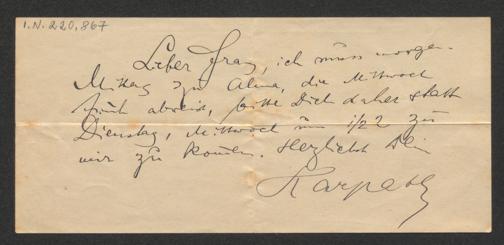 I.N. 220.867
Lieber Franz, ich muss morgen
Mittag zu Alma, die Mittwoch
früh abreist, bitte Dich daher statt
Dienstag, Mittwoch um 1/2 2 zu
mir zu kommen. Herzlichst Dein
Karpath